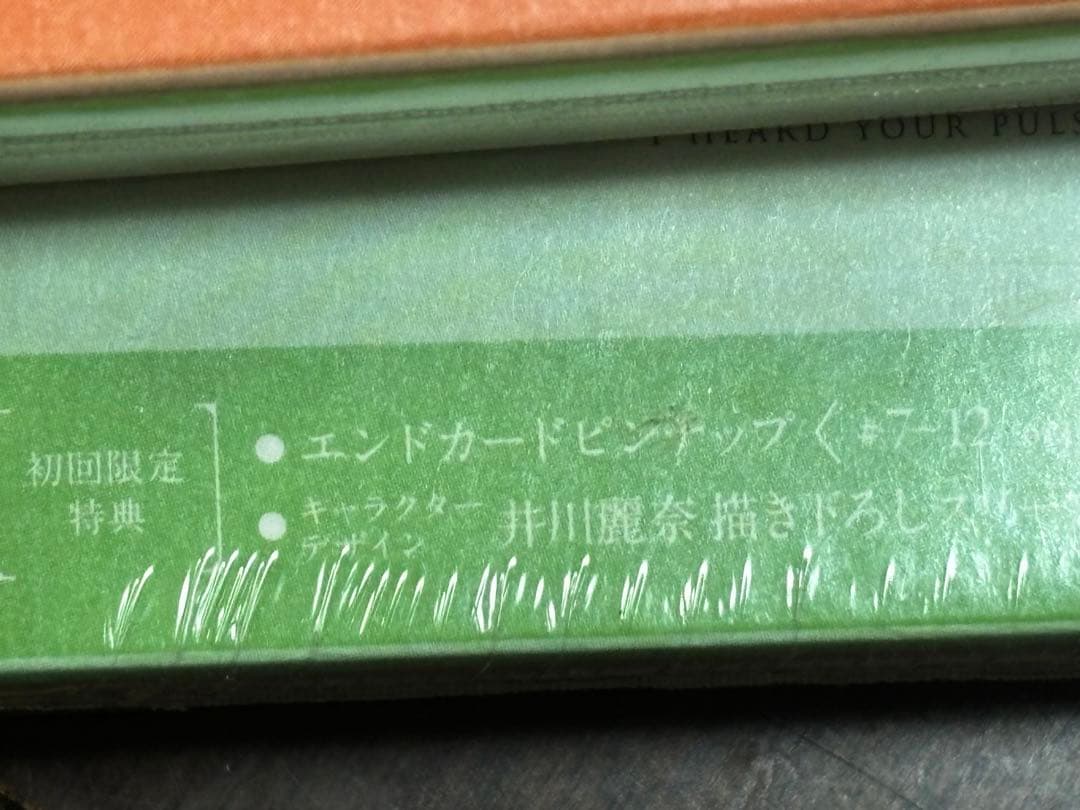 I HEARD YOUR PULS
初回限定
特典
● エンドカードピンナップ〈#7-12
● キャラクター
デザイン 井川麗奈 描き下ろしス